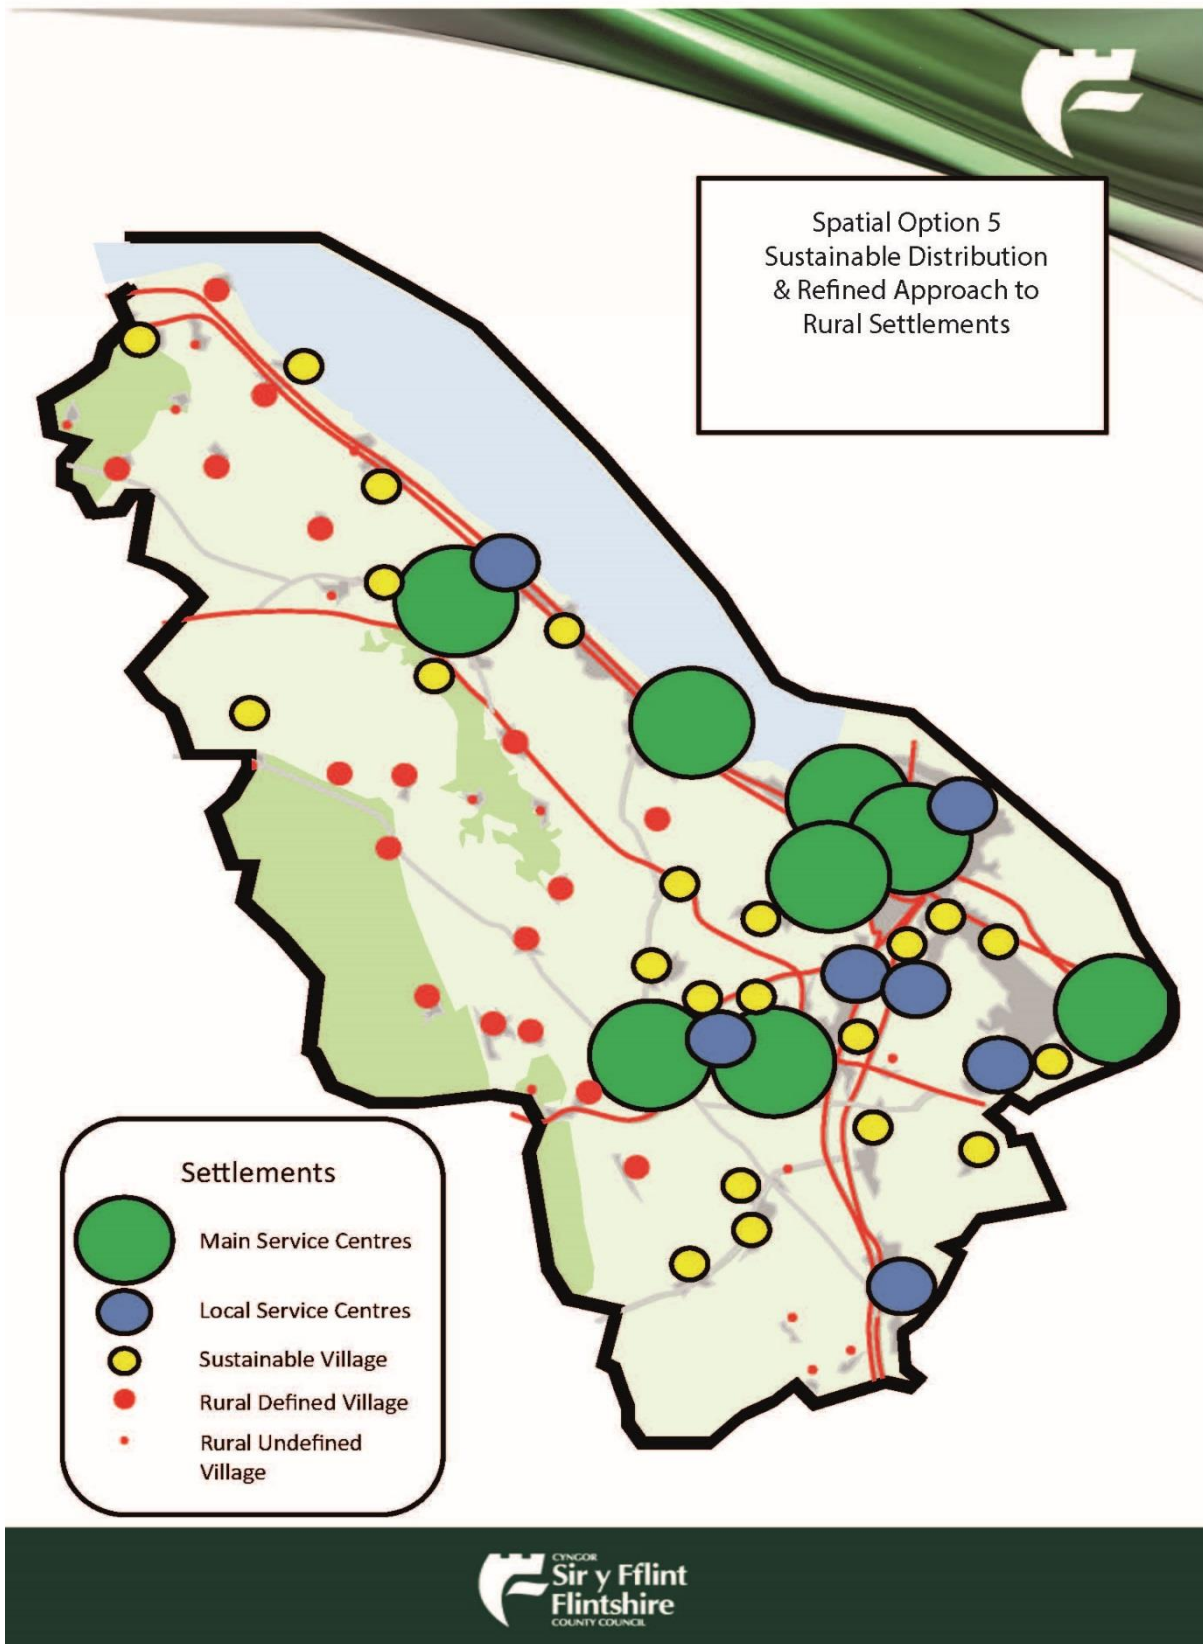 Spatial Option 5
Sustainable Distribution
& Refined Approach to
Rural Settlements
Settlements
Main Service Centres
Local Service Centres
Sustainable Village
Rural Defined Village
Rural Undefined
Village
CYNGOR
Sir y Fflint
Flintshire
COUNTY COUNCIL